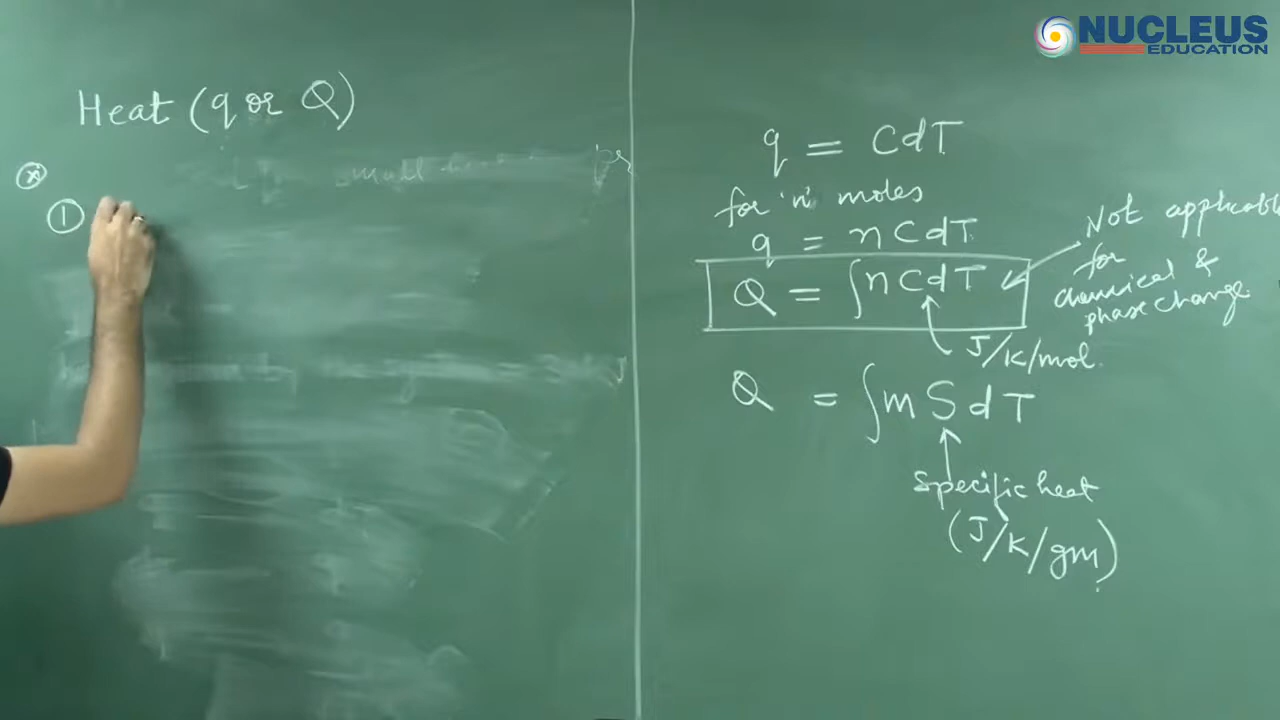 NUCLEUS
EDUCATION
Heat (q or Q)
①
q = CdT
for 'n' moles
q = n CdT
Q = ∫n CdT
Not applicabl
for
chemical &
phase change
J/K/mol.
Q = ∫m S dT
Specific heat
(J/K/gm)